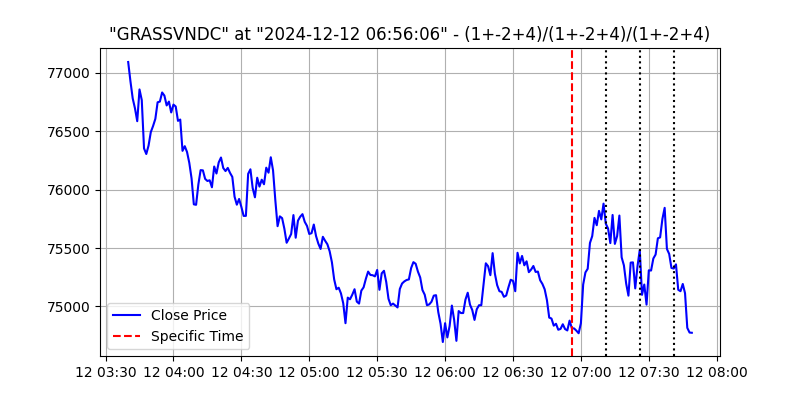 "GRASSVNDC" at "2024-12-12 06:56:06" - (1+-2+4)/(1+-2+4)/(1+-2+4)
77000
76500
76000
75500
75000
Close Price
Specific Time
12 03:30 12 04:00 12 04:30 12 05:00 12 05:30 12 06:00 12 06:30 12 07:00 12 07:30 12 08:00